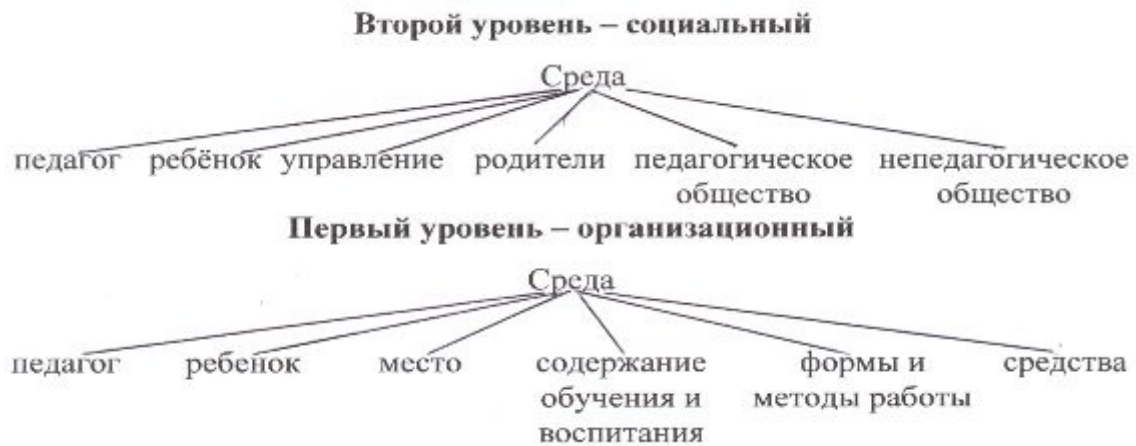 Второй уровень – социальный
Среда
педагог ребёнок управление родители педагогическое непедагогическое
общество общество
Первый уровень – организационный
Среда
педагог ребенок место содержание формы и средства
обучения и методы работы
воспитания